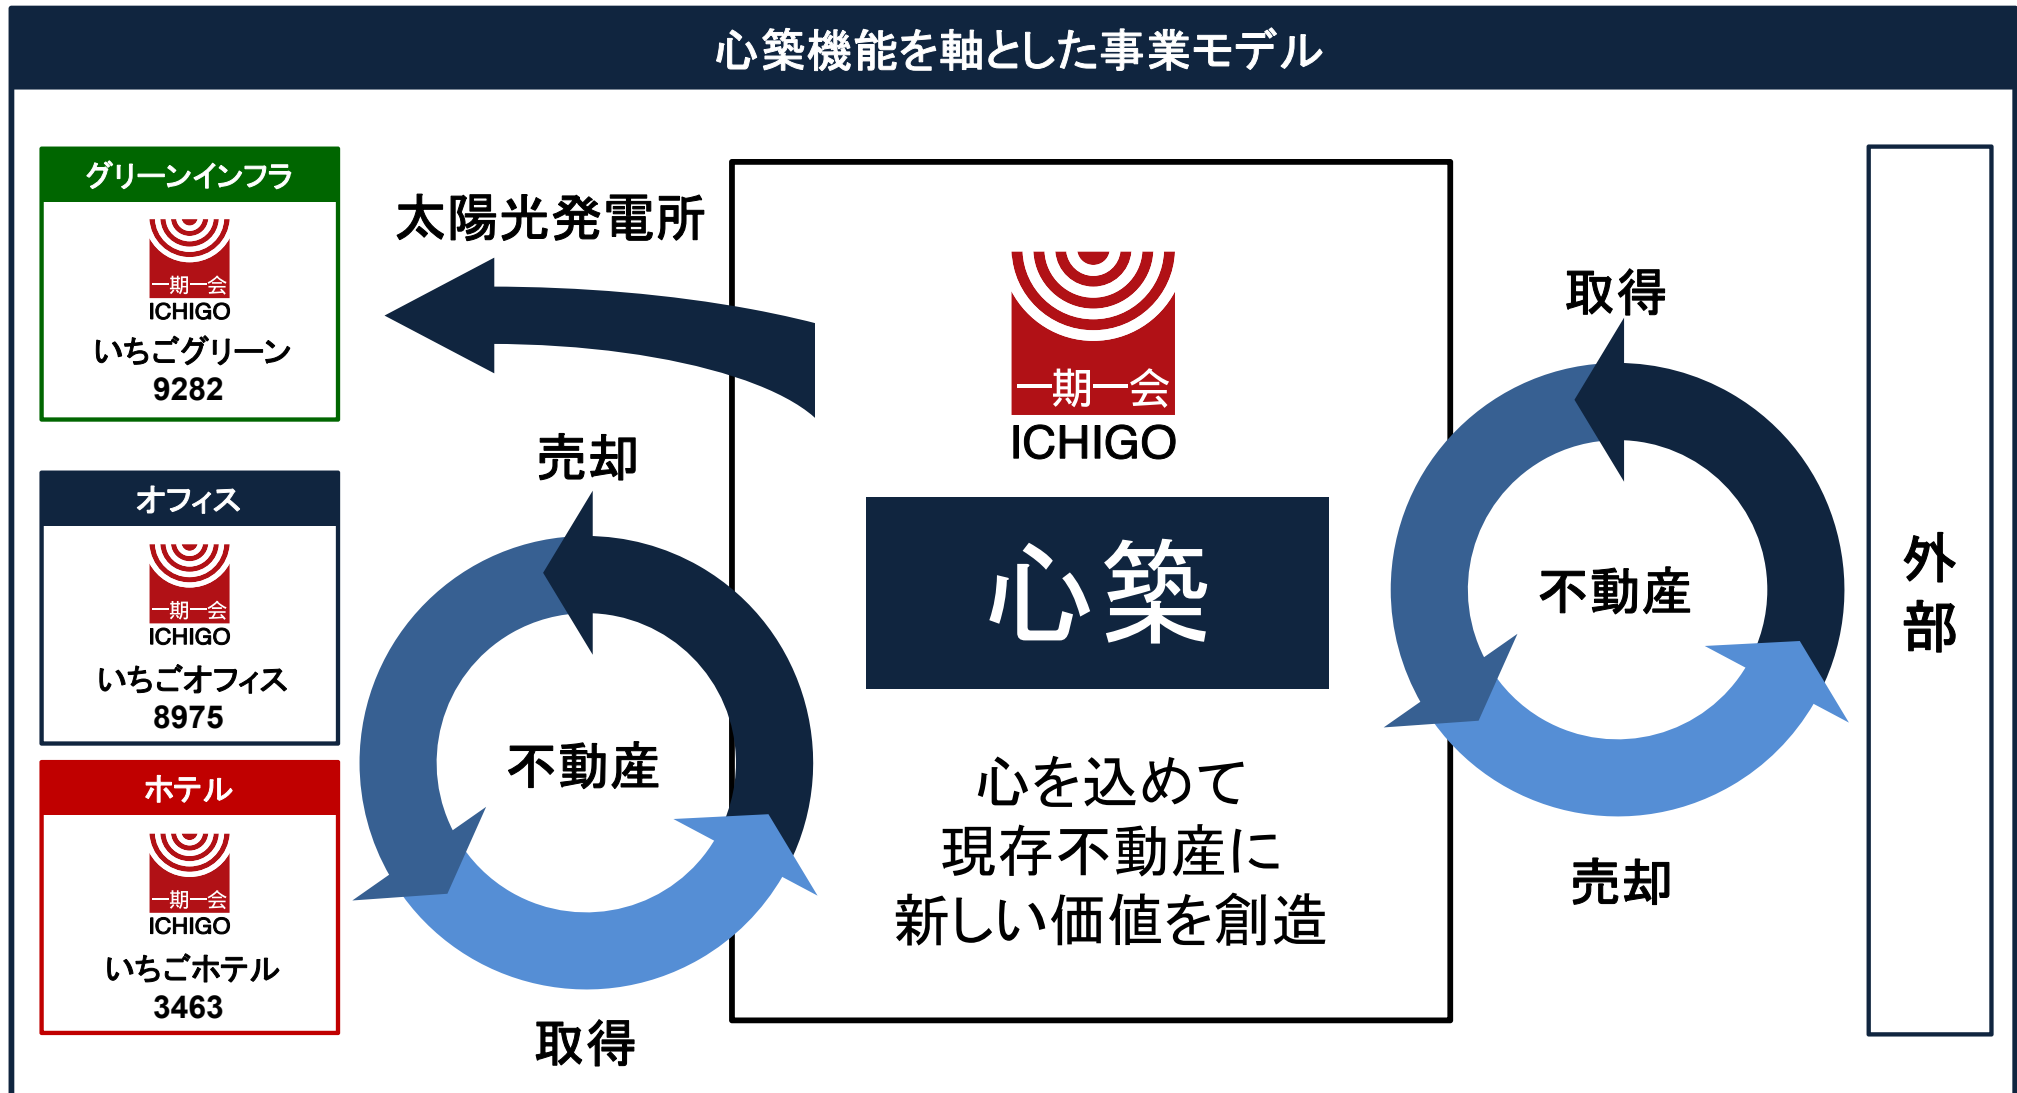 心築機能を軸とした事業モデル
グリーンインフラ
一期一会
ICHIGO
いちごグリーン
9282
オフィス
一期一会
ICHIGO
いちごオフィス
8975
ホテル
一期一会
ICHIGO
いちごホテル
3463
太陽光発電所
売却
不動産
取得
一期一会
ICHIGO
心築
心を込めて
現存不動産に
新しい価値を創造
取得
不動産
売却
外
部